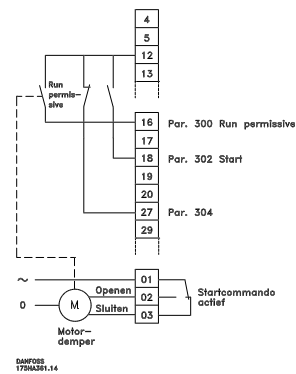 4
5
12
13
Run
permis-
sive
16 Par. 300 Run permissive
17
18 Par. 302 Start
19
20
27 Par. 304
29
~ 01
Openen 02 Startcommando
actief
0 M
Sluiten 03
Motor-
demper
DANFOSS
175HA361.14